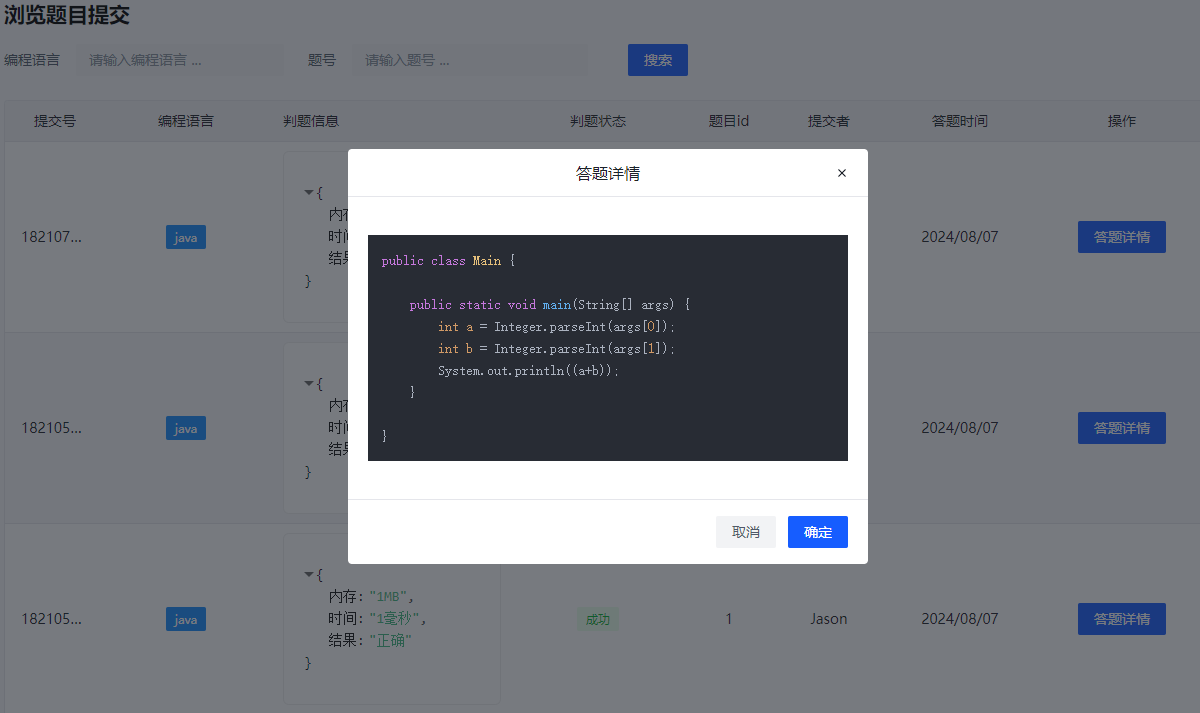 浏览题目提交
编程语言 请输入编程语言 ... 题号 请输入题号 ... 搜索
提交号 编程语言 判题信息 判题状态 题目id 提交者 答题时间 操作
答题详情 ×
public class Main {
public static void main(String[] args) {
int a = Integer.parseInt(args[0]);
int b = Integer.parseInt(args[1]);
System.out.println((a+b));
}
}
取消 确定
{
内存
182107... java 2024/08/07 答题详情
结果
}
{
内存
182105... java 2024/08/07 答题详情
结果
}
{
内存: "1MB",
182105... java 时间: "1毫秒", 成功 1 Jason 2024/08/07 答题详情
结果: "正确"
}